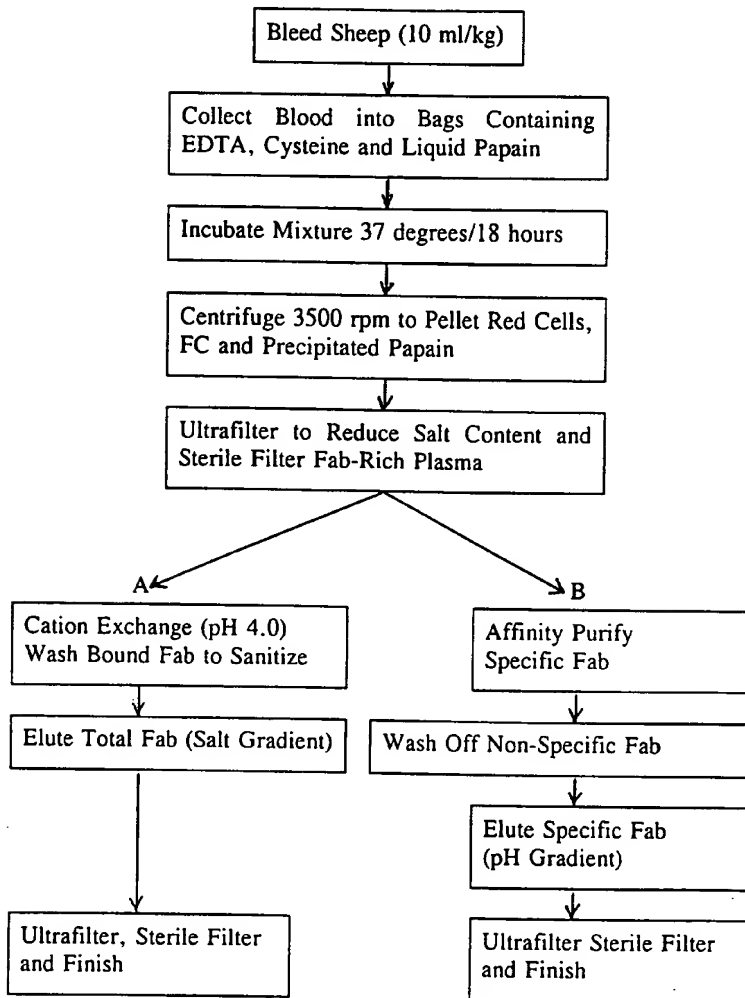 Bleed Sheep (10 ml/kg)
Collect Blood into Bags Containing
EDTA, Cysteine and Liquid Papain
Incubate Mixture 37 degrees/18 hours
Centrifuge 3500 rpm to Pellet Red Cells,
FC and Precipitated Papain
Ultrafilter to Reduce Salt Content and
Sterile Filter Fab-Rich Plasma
A
Cation Exchange (pH 4.0)
Wash Bound Fab to Sanitize
Elute Total Fab (Salt Gradient)
Ultrafilter, Sterile Filter
and Finish
B
Affinity Purify
Specific Fab
Wash Off Non-Specific Fab
Elute Specific Fab
(pH Gradient)
Ultrafilter Sterile Filter
and Finish